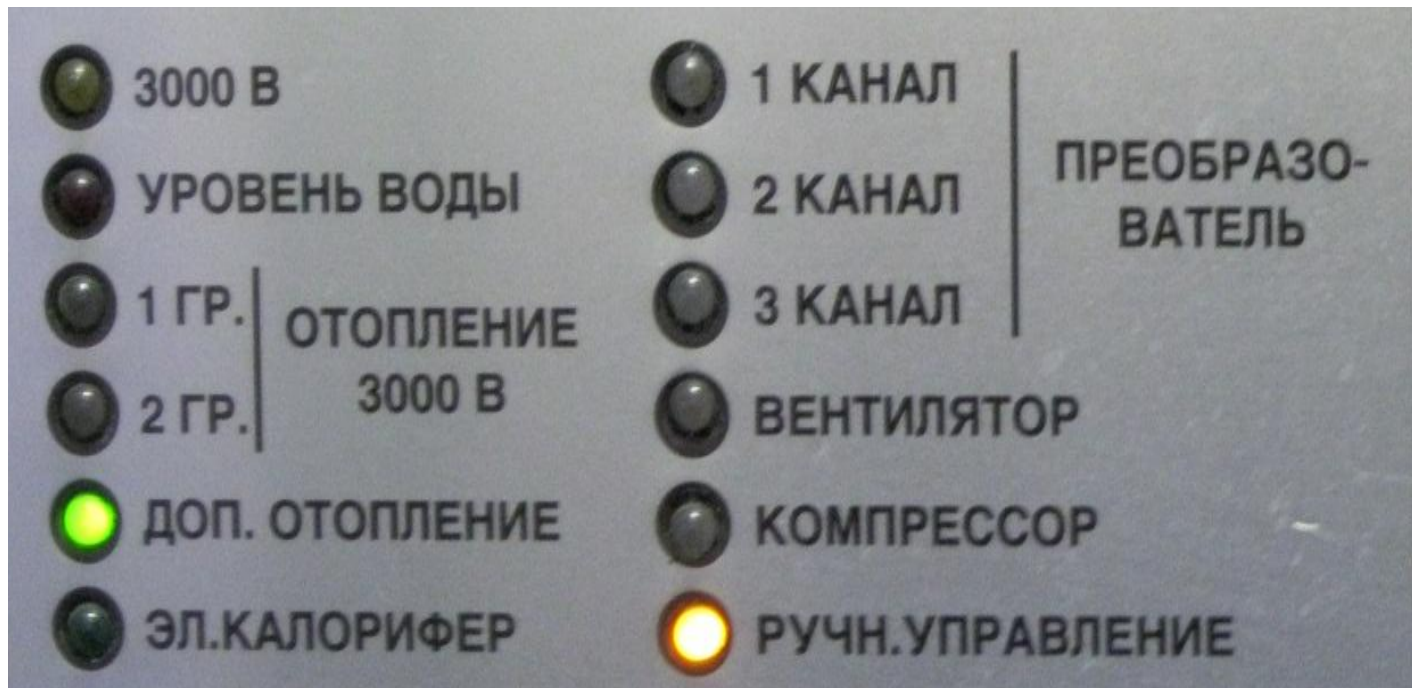 3000 В
УРОВЕНЬ ВОДЫ
1 ГР.
2 ГР.
ОТОПЛЕНИЕ
3000 В
ДОП. ОТОПЛЕНИЕ
ЭЛ.КАЛОРИФЕР
1 КАНАЛ
2 КАНАЛ
3 КАНАЛ
ПРЕОБРАЗО-
ВАТЕЛЬ
ВЕНТИЛЯТОР
КОМПРЕССОР
РУЧН.УПРАВЛЕНИЕ